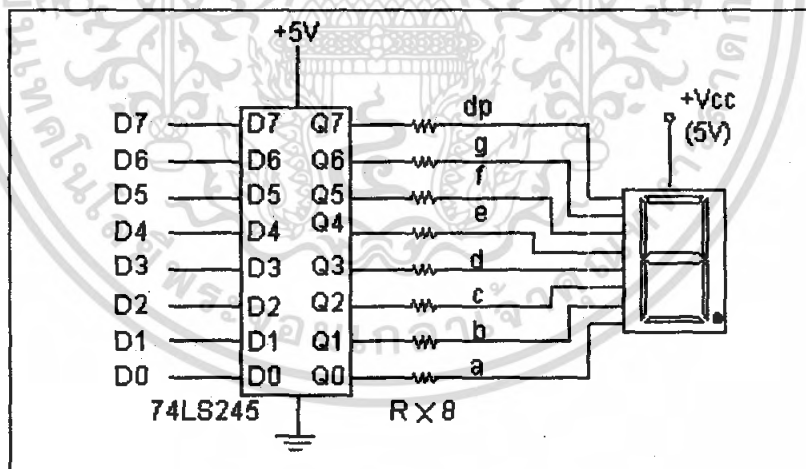 +5V
dp
+Vcc
(5V)
D7 D7 Q7
g
D6 D6 Q6
f
D5 D5 Q5
e
D4 D4 Q4
D3 D3 Q3 d
D2 D2 Q2 c
D1 D1 Q1 b
D0 D0 Q0 a
74LS245 R×8